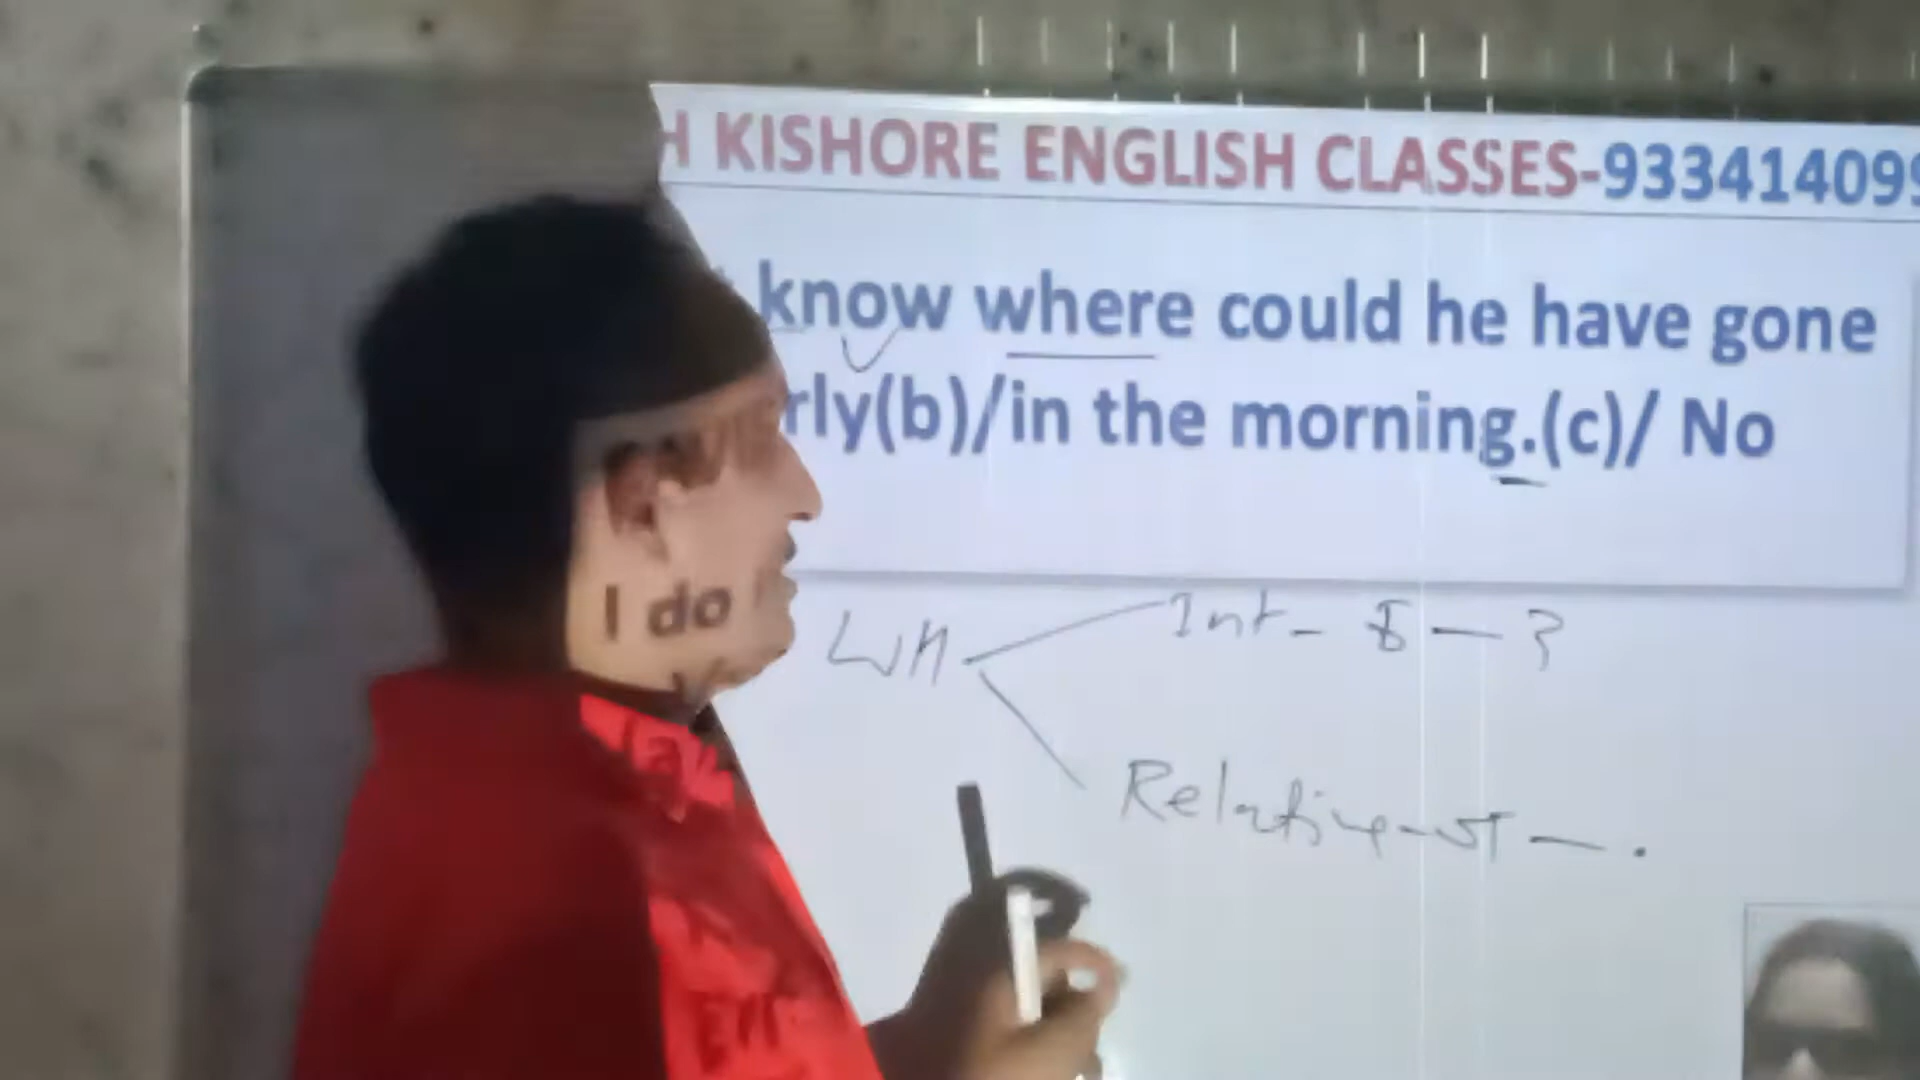 H KISHORE ENGLISH CLASSES-933414099
I do know where could he have gone
(a)/ rly(b)/in the morning.(c)/ No
WH Int - ?
Relative - .